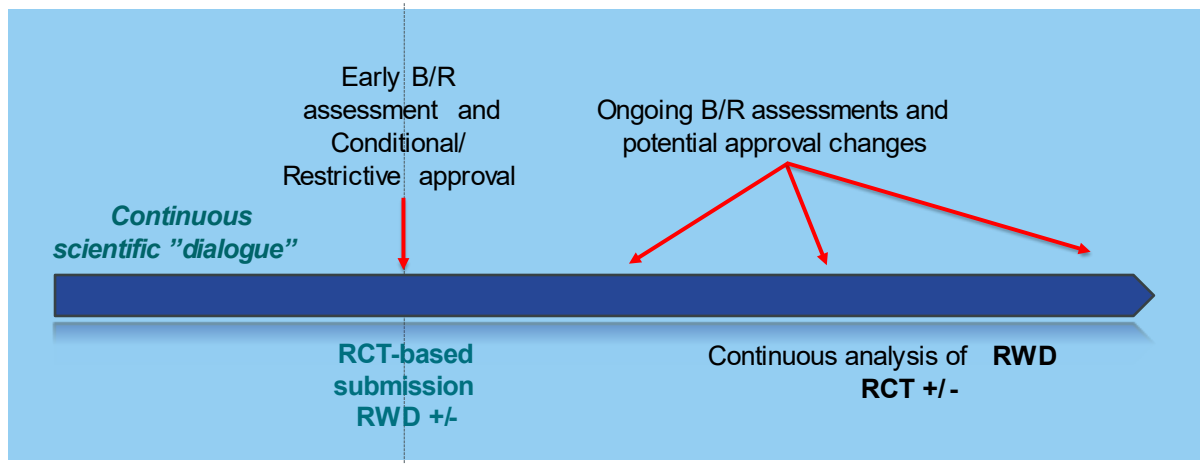 Early B/R
assessment and
Conditional/
Restrictive approval
Ongoing B/R assessments and
potential approval changes
Continuous
scientific ”dialogue”
RCT-based
submission
RWD +/-
Continuous analysis of RWD
RCT +/-